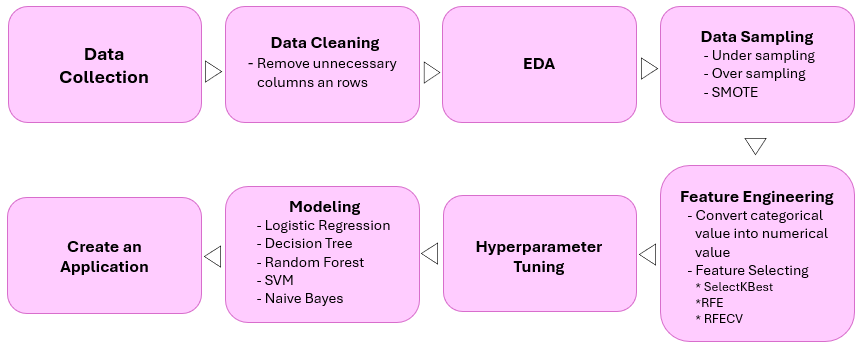 Data
Collection
Data Cleaning
- Remove unnecessary
columns an rows
EDA
Data Sampling
- Under sampling
- Over sampling
- SMOTE
Feature Engineering
- Convert categorical
value into numerical
value
- Feature Selecting
* SelectKBest
*RFE
* RFECV
Hyperparameter
Tuning
Modeling
- Logistic Regression
- Decision Tree
- Random Forest
- SVM
- Naive Bayes
Create an
Application